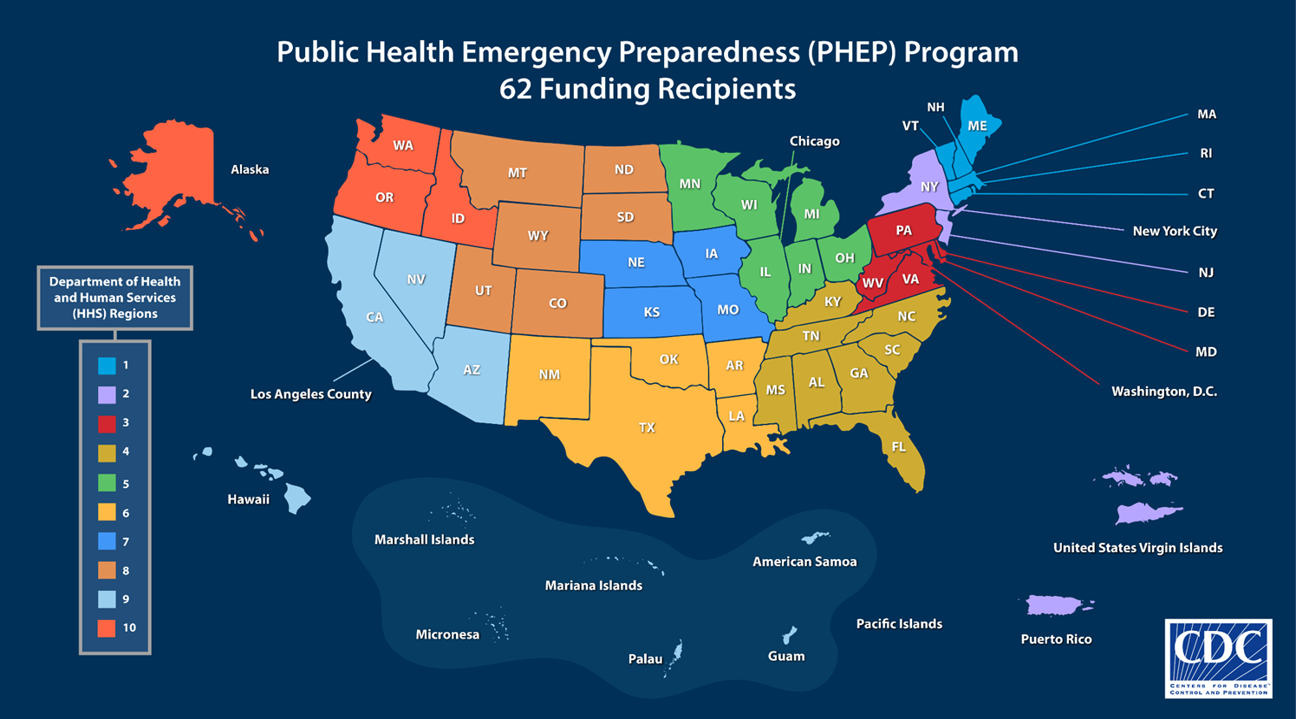 Public Health Emergency Preparedness (PHEP) Program
62 Funding Recipients
Alaska
WA
OR
ID
MT
ND
SD
WY
MN
WI
MI
Chicago
NH
VT
ME
MA
RI
CT
NY
New York City
NJ
PA
DE
MD
Washington, D.C.
WV
VA
OH
IN
IL
IA
NE
KS
MO
NV
UT
CO
CA
AZ
NM
OK
TX
AR
LA
KY
TN
NC
SC
MS
AL
GA
FL
Los Angeles County
Department of Health
and Human Services
(HHS) Regions
1
2
3
4
5
6
7
8
9
10
Hawaii
Marshall Islands
Mariana Islands
American Samoa
Micronesa
Palau
Guam
Pacific Islands
United States Virgin Islands
Puerto Rico
CDC
CENTERS FOR DISEASE™
CONTROL AND PREVENTION